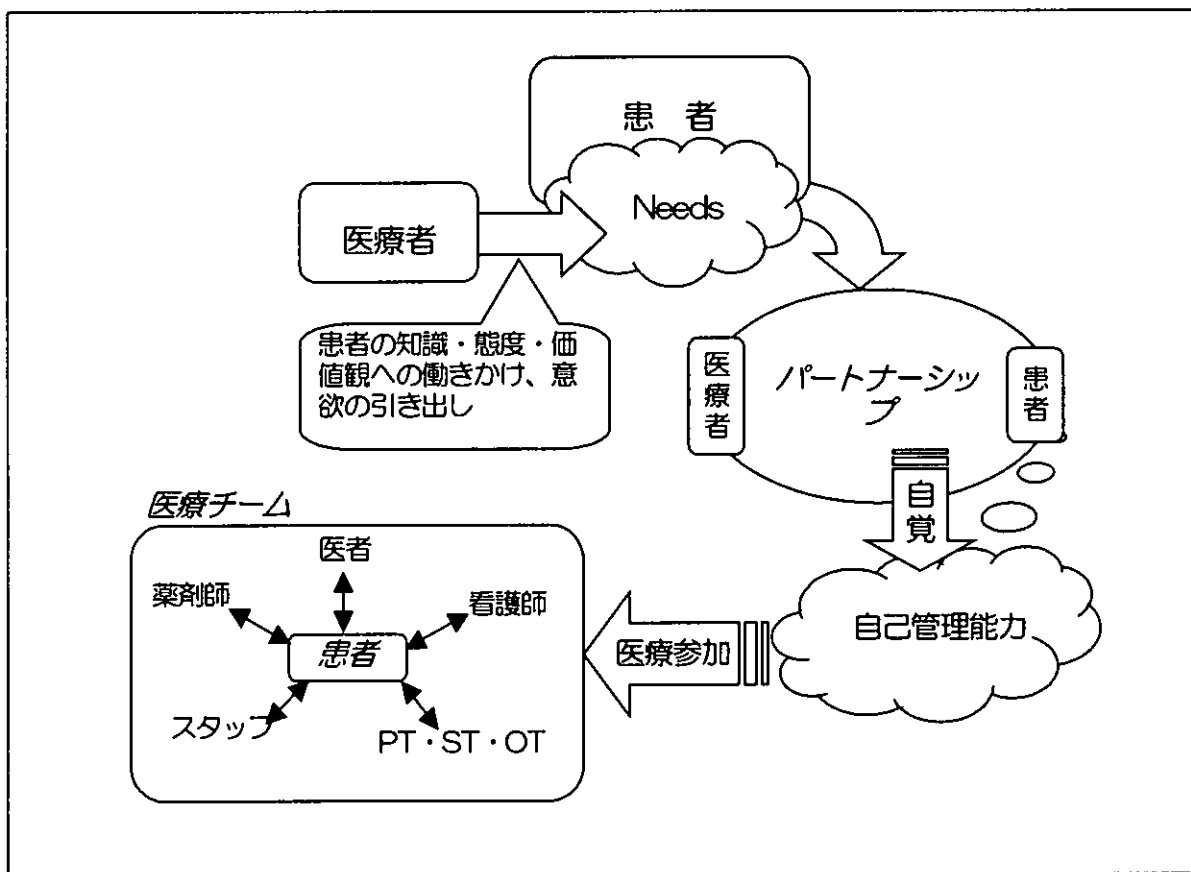 患 者
Needs
医療者
患者の知識・態度・価
値観への働きかけ、意
欲の引き出し
医療者
パートナーシッ
プ
患者
自覚
自己管理能力
医療参加
医療チーム
医者
薬剤師
看護師
患者
スタッフ
PT・ST・OT